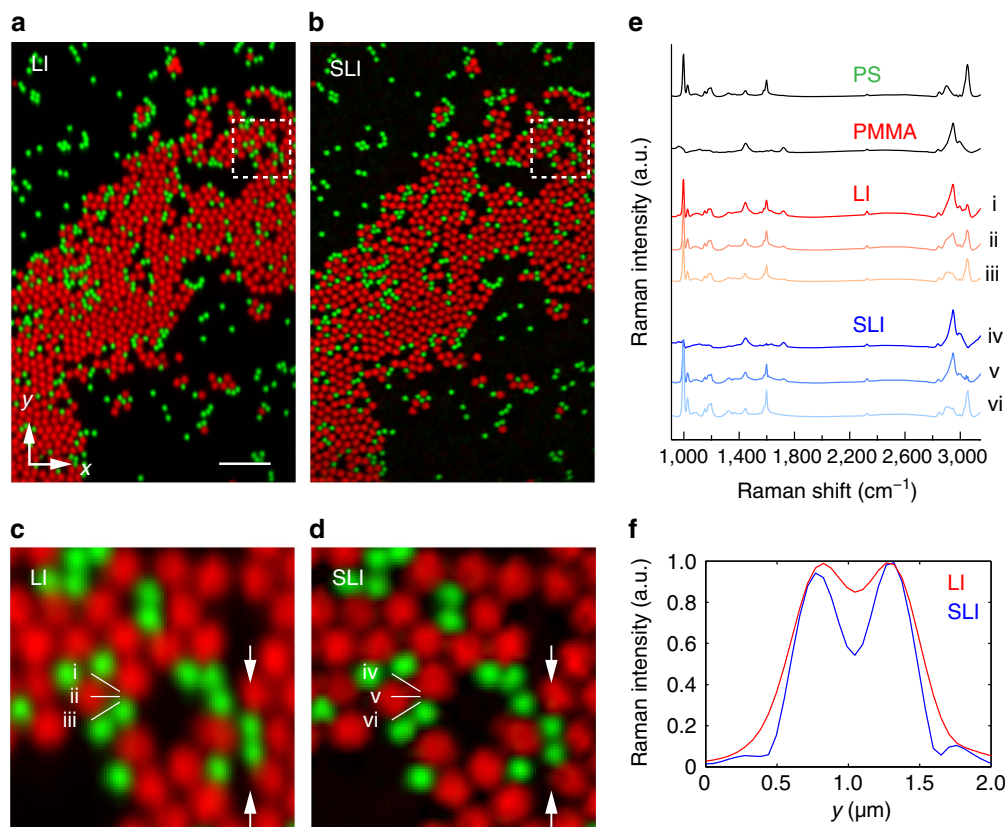 a
LI
y
x
b
SLI
c
LI
i
ii
iii
d
SLI
iv
v
vi
e
PS
PMMA
LI
i
ii
iii
SLI
iv
v
vi
Raman intensity (a.u.)
1,000 1,400 1,800 2,200 2,600 3,000
Raman shift (cm⁻¹)
f
LI
SLI
Raman intensity (a.u.)
1.0
0.8
0.6
0.4
0.2
0
0 0.5 1.0 1.5 2.0
y (μm)